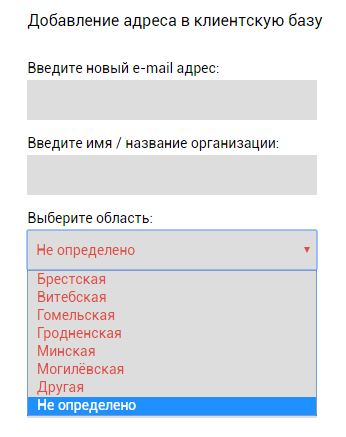 Добавление адреса в клиентскую базу
Введите новый e-mail адрес:
Введите имя / название организации:
Выберите область:
Не определено
Брестская
Витебская
Гомельская
Гродненская
Минская
Могилёвская
Другая
Не определено